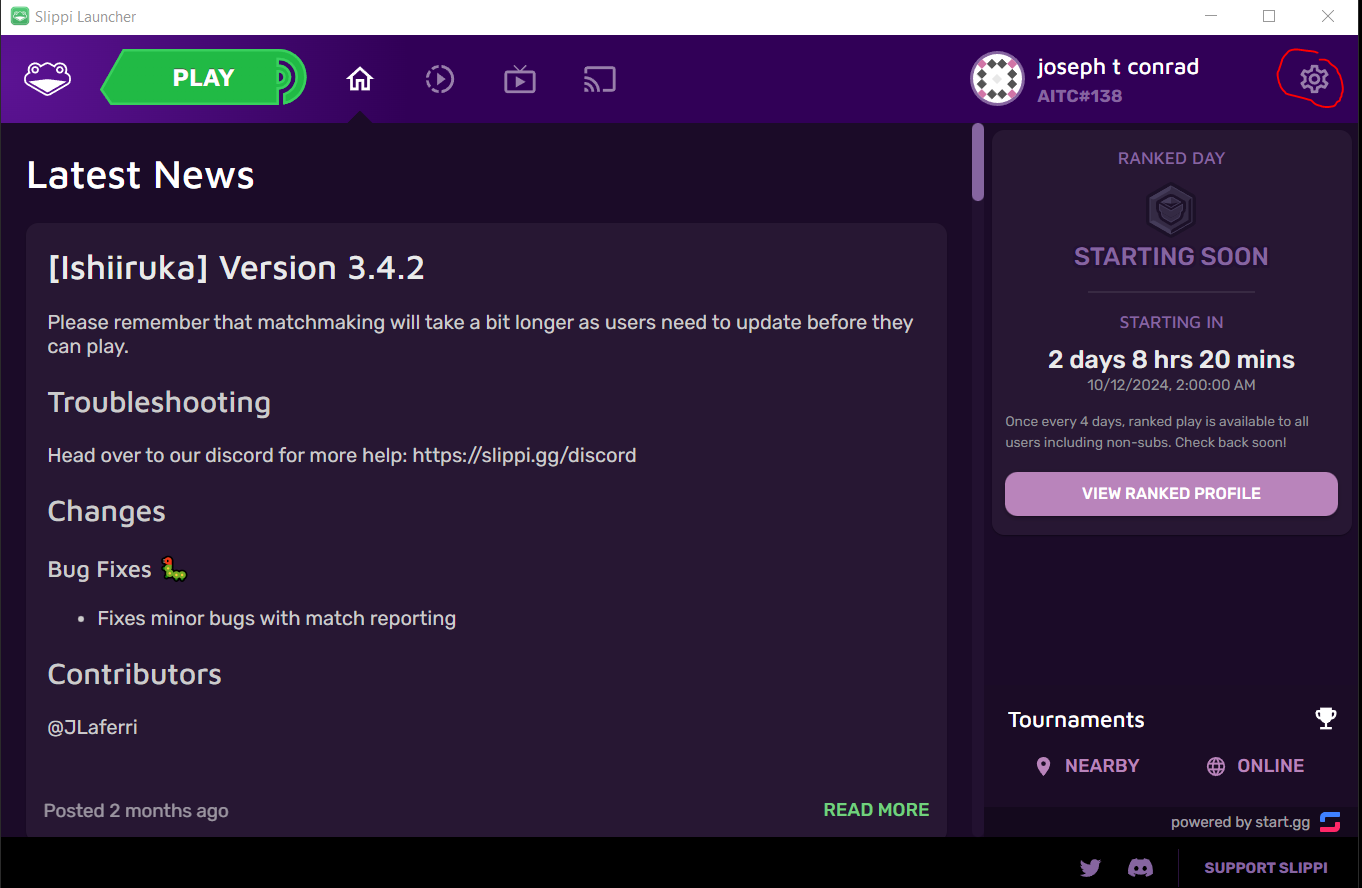 Slippi Launcher
PLAY
joseph t conrad
AITC#138
Latest News
[Ishiiruka] Version 3.4.2
Please remember that matchmaking will take a bit longer as users need to update before they
can play.
Troubleshooting
Head over to our discord for more help: https://slippi.gg/discord
Changes
Bug Fixes 🐛
• Fixes minor bugs with match reporting
Contributors
@JLaferri
Posted 2 months ago
READ MORE
RANKED DAY
STARTING SOON
STARTING IN
2 days 8 hrs 20 mins
10/12/2024, 2:00:00 AM
Once every 4 days, ranked play is available to all
users including non-subs. Check back soon!
VIEW RANKED PROFILE
Tournaments
NEARBY
ONLINE
powered by start.gg
SUPPORT SLIPPI